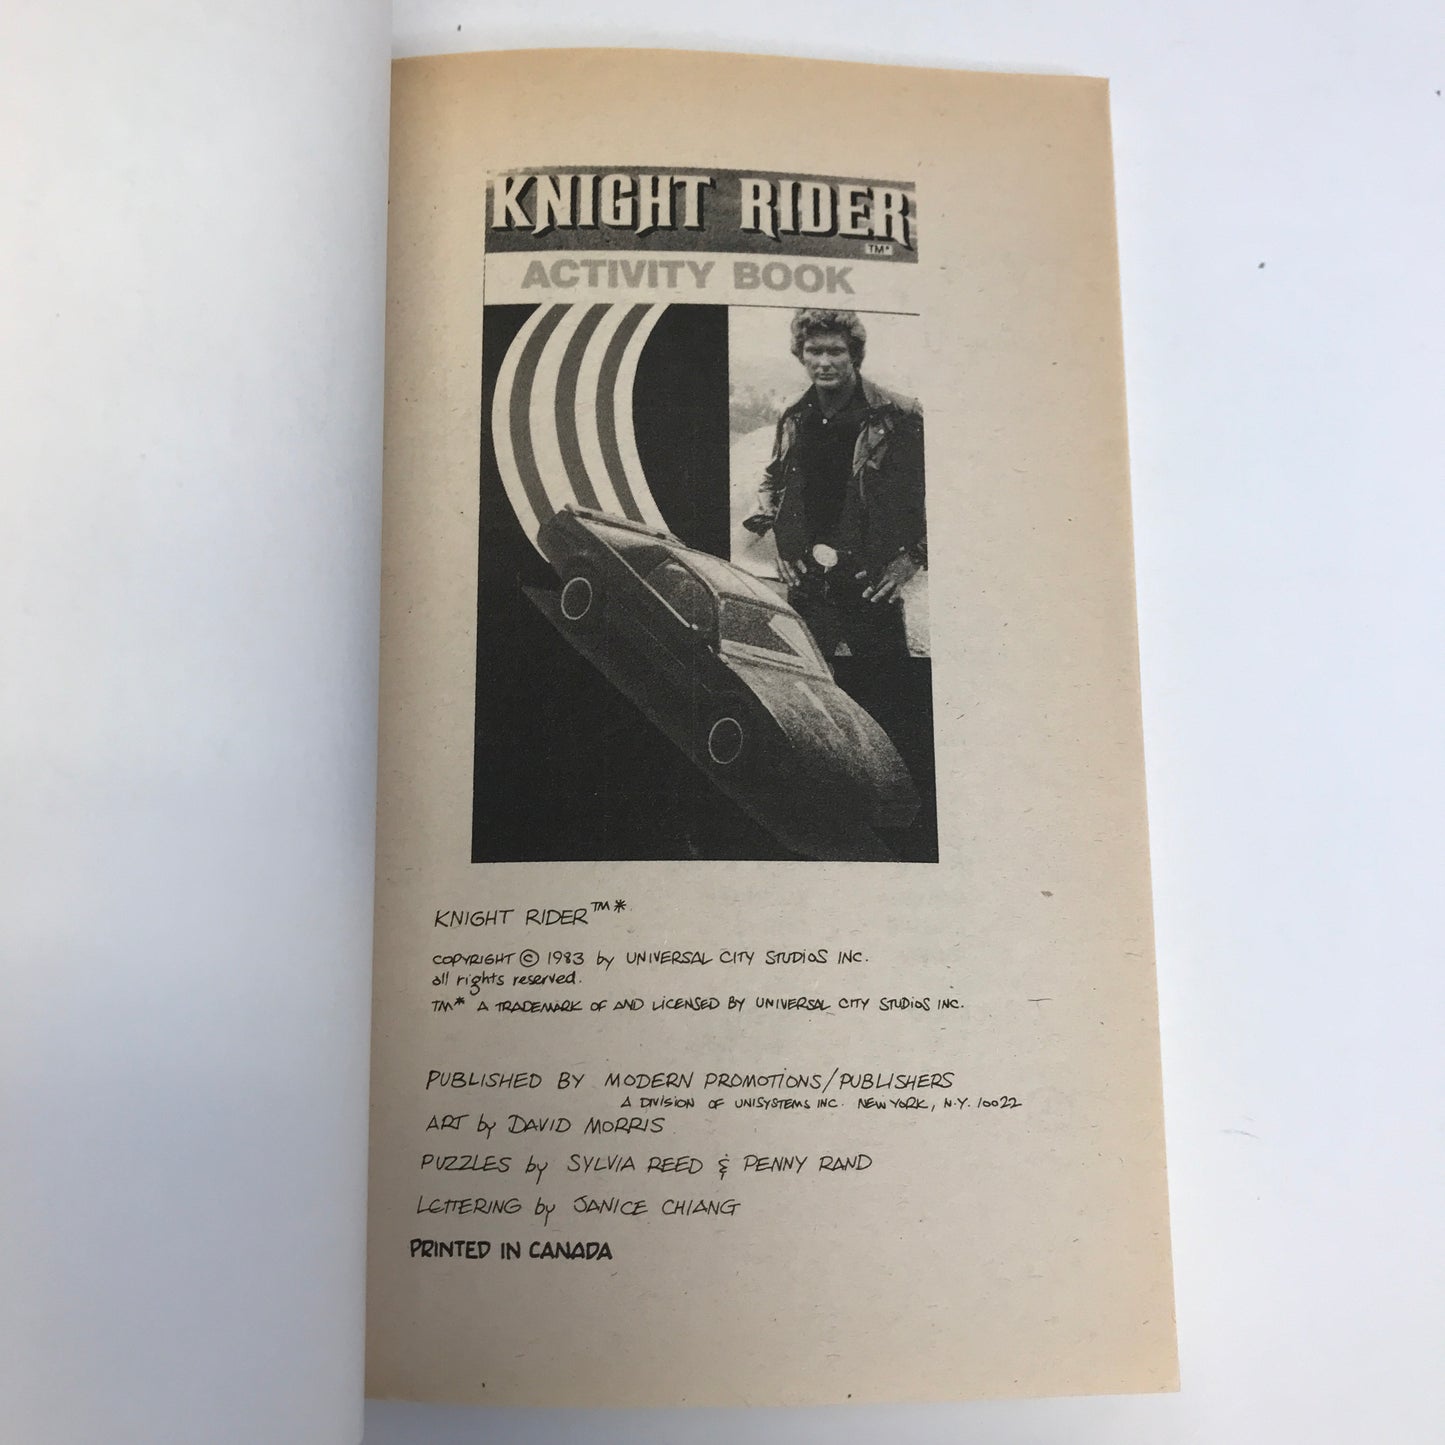 KNIGHT RIDER
TM*
ACTIVITY BOOK
KNIGHT RIDER™*
COPYRIGHT © 1983 by UNIVERSAL CITY STUDIOS INC.
all rights reserved.
TM* A TRADEMARK OF AND LICENSED BY UNIVERSAL CITY STUDIOS INC.
PUBLISHED BY MODERN PROMOTIONS/PUBLISHERS
A DIVISION OF UNISYSTEMS INC. NEW YORK, N.Y. 10022
ART by DAVID MORRIS
PUZZLES by SYLVIA REED & PENNY RAND
LETTERING by JANICE CHIANG
PRINTED IN CANADA